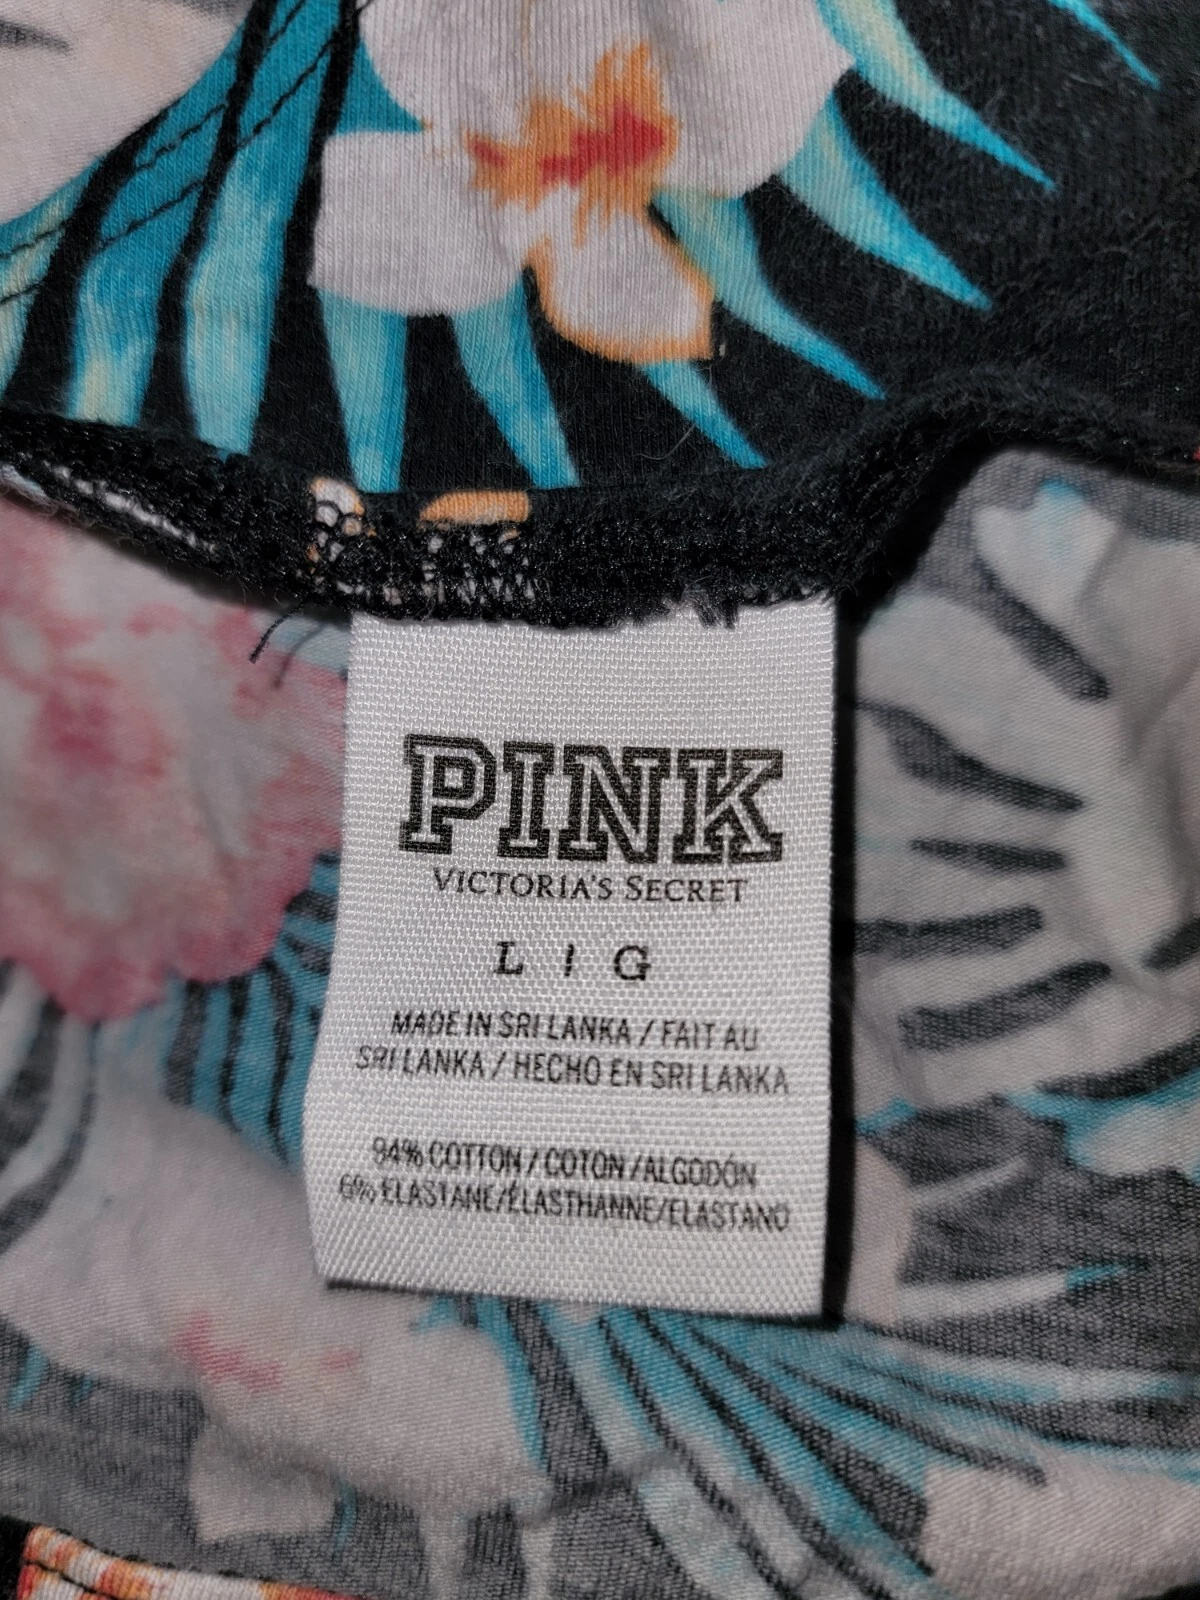 PINK
VICTORIA'S SECRET
L | G
MADE IN SRI LANKA / FAIT AU
SRI LANKA / HECHO EN SRI LANKA
94% COTTON / COTON / ALGODÓN
6% ELASTANE/ÉLASTHANNE/ELASTANO